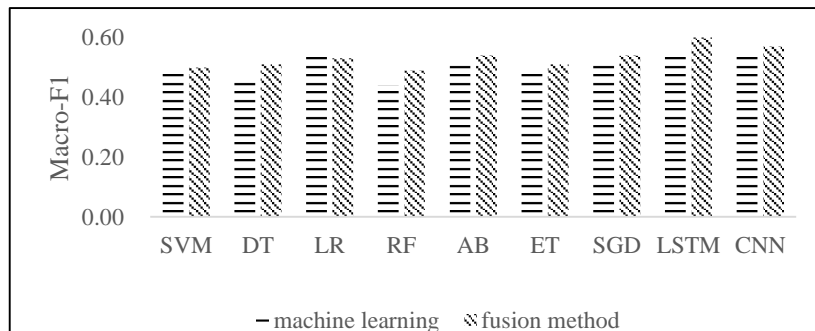 Macro-F1
0.60
0.40
0.20
0.00
SVM DT LR RF AB ET SGD LSTM CNN
machine learning fusion method